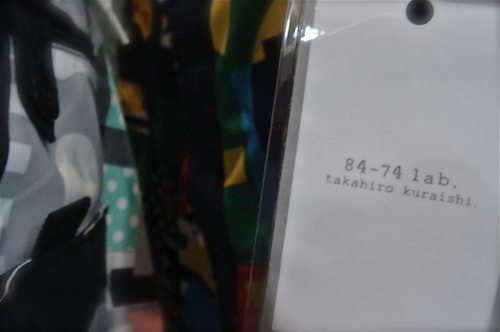 84-74 lab.
takahiro kuraishi.